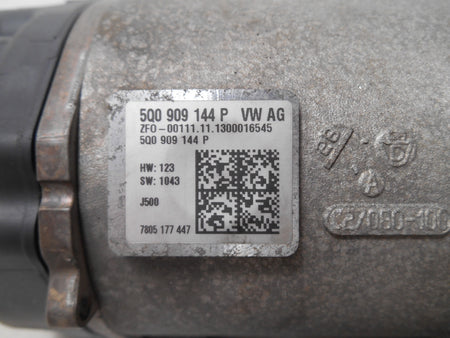 5Q0 909 144 P VW AG
ZFO-00111.11.1300016545
5Q0 909 144 P
HW: 123
SW: 1043
J500
7805 177 447
86
A